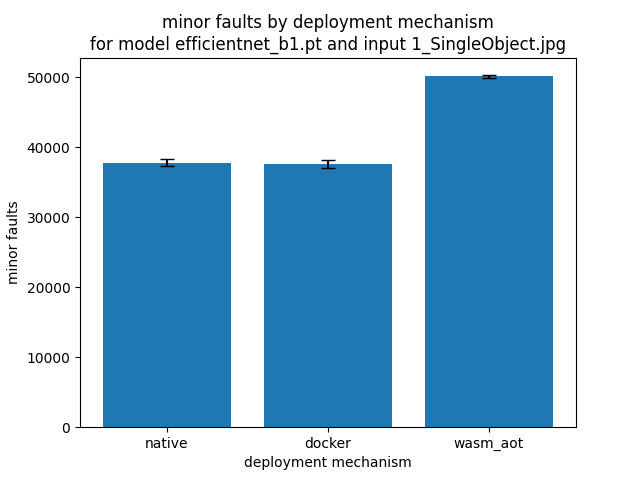 minor faults by deployment mechanism
for model efficientnet_b1.pt and input 1_SingleObject.jpg
50000
40000
30000
20000
10000
0
minor faults
native
docker
wasm_aot
deployment mechanism